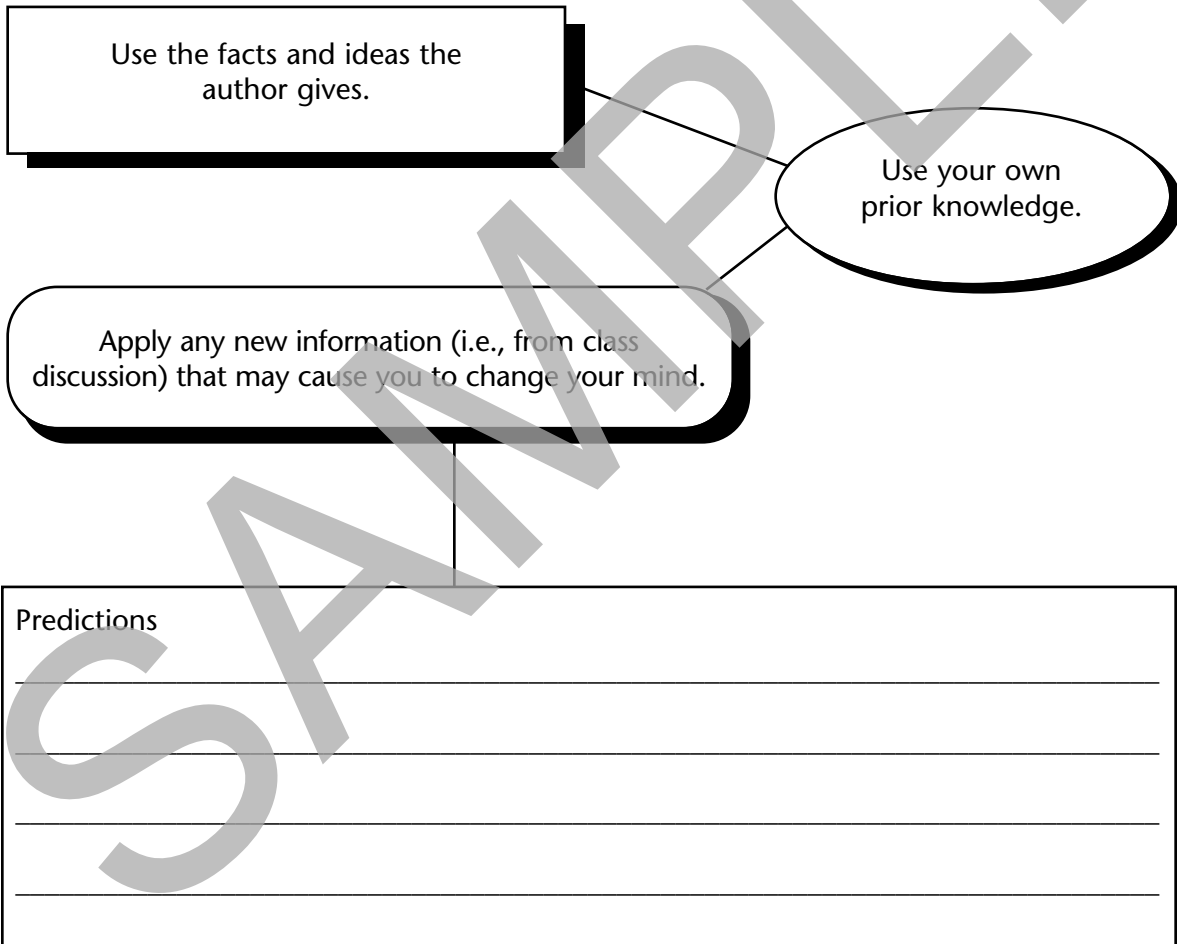 Use the facts and ideas the
author gives.
Use your own
prior knowledge.
Apply any new information (i.e., from class
discussion) that may cause you to change your mind.
Predictions
SAMPL